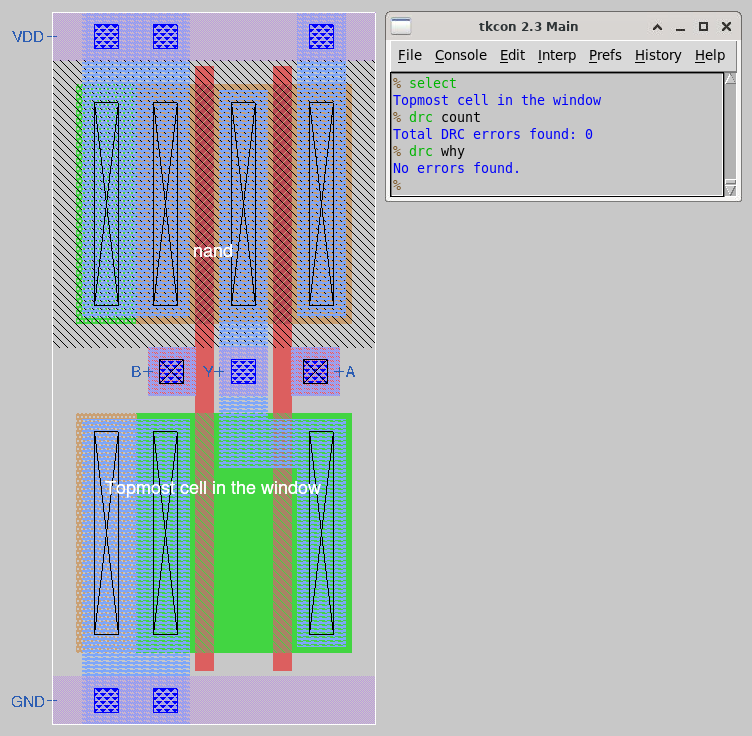 VDD
nand
B
Y
A
Topmost cell in the window
GND
tkcon 2.3 Main
File Console Edit Interp Prefs History Help
% select
Topmost cell in the window
% drc count
Total DRC errors found: 0
% drc why
No errors found.
%